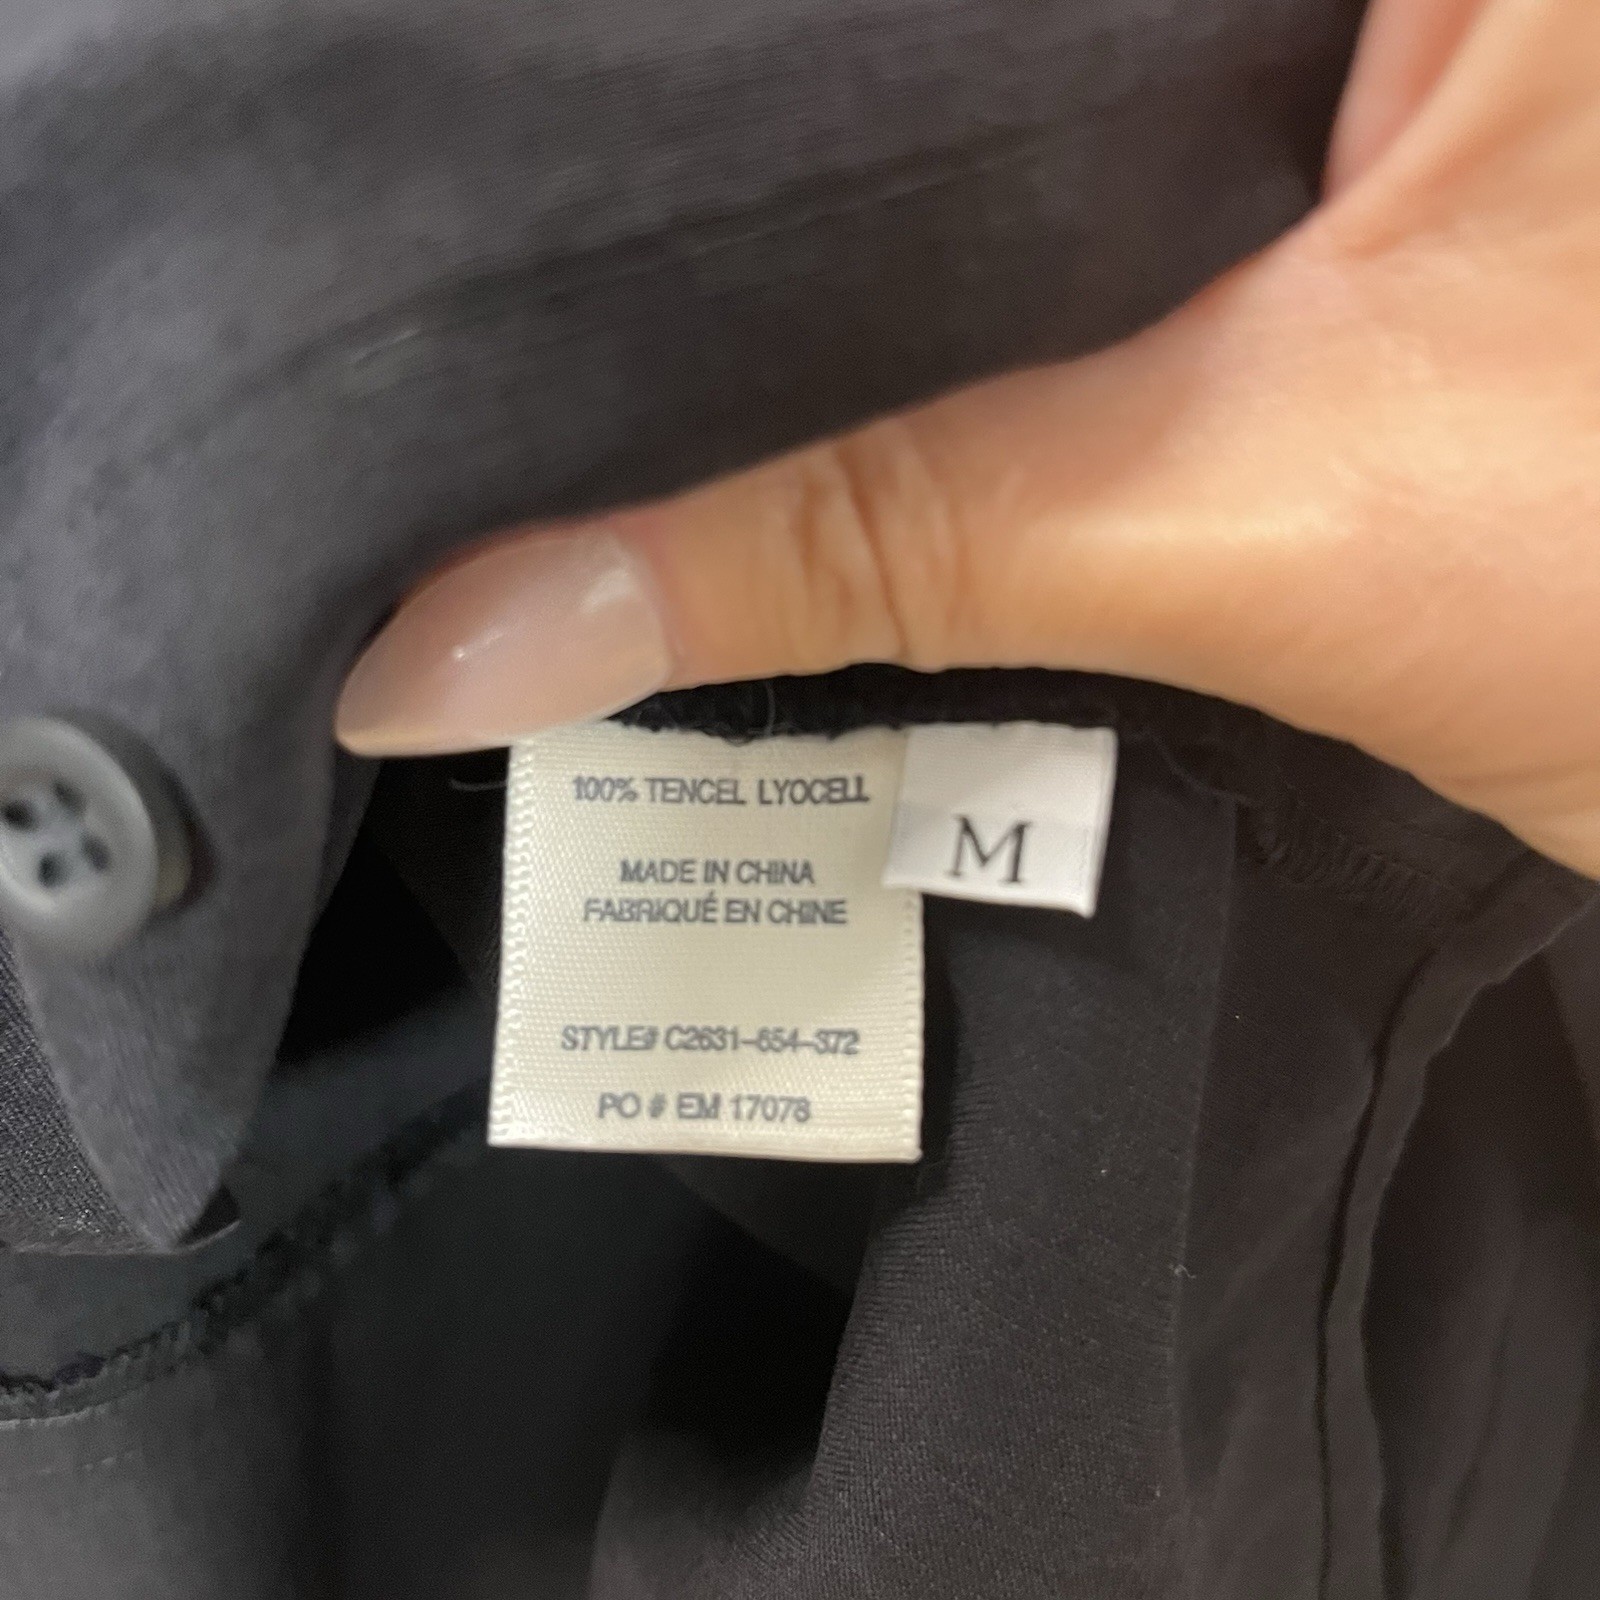 100% TENCEL LYOCELL
M
MADE IN CHINA
FABRIQUÉ EN CHINE
STYLE# C2631-654-372
PO # EM 17078